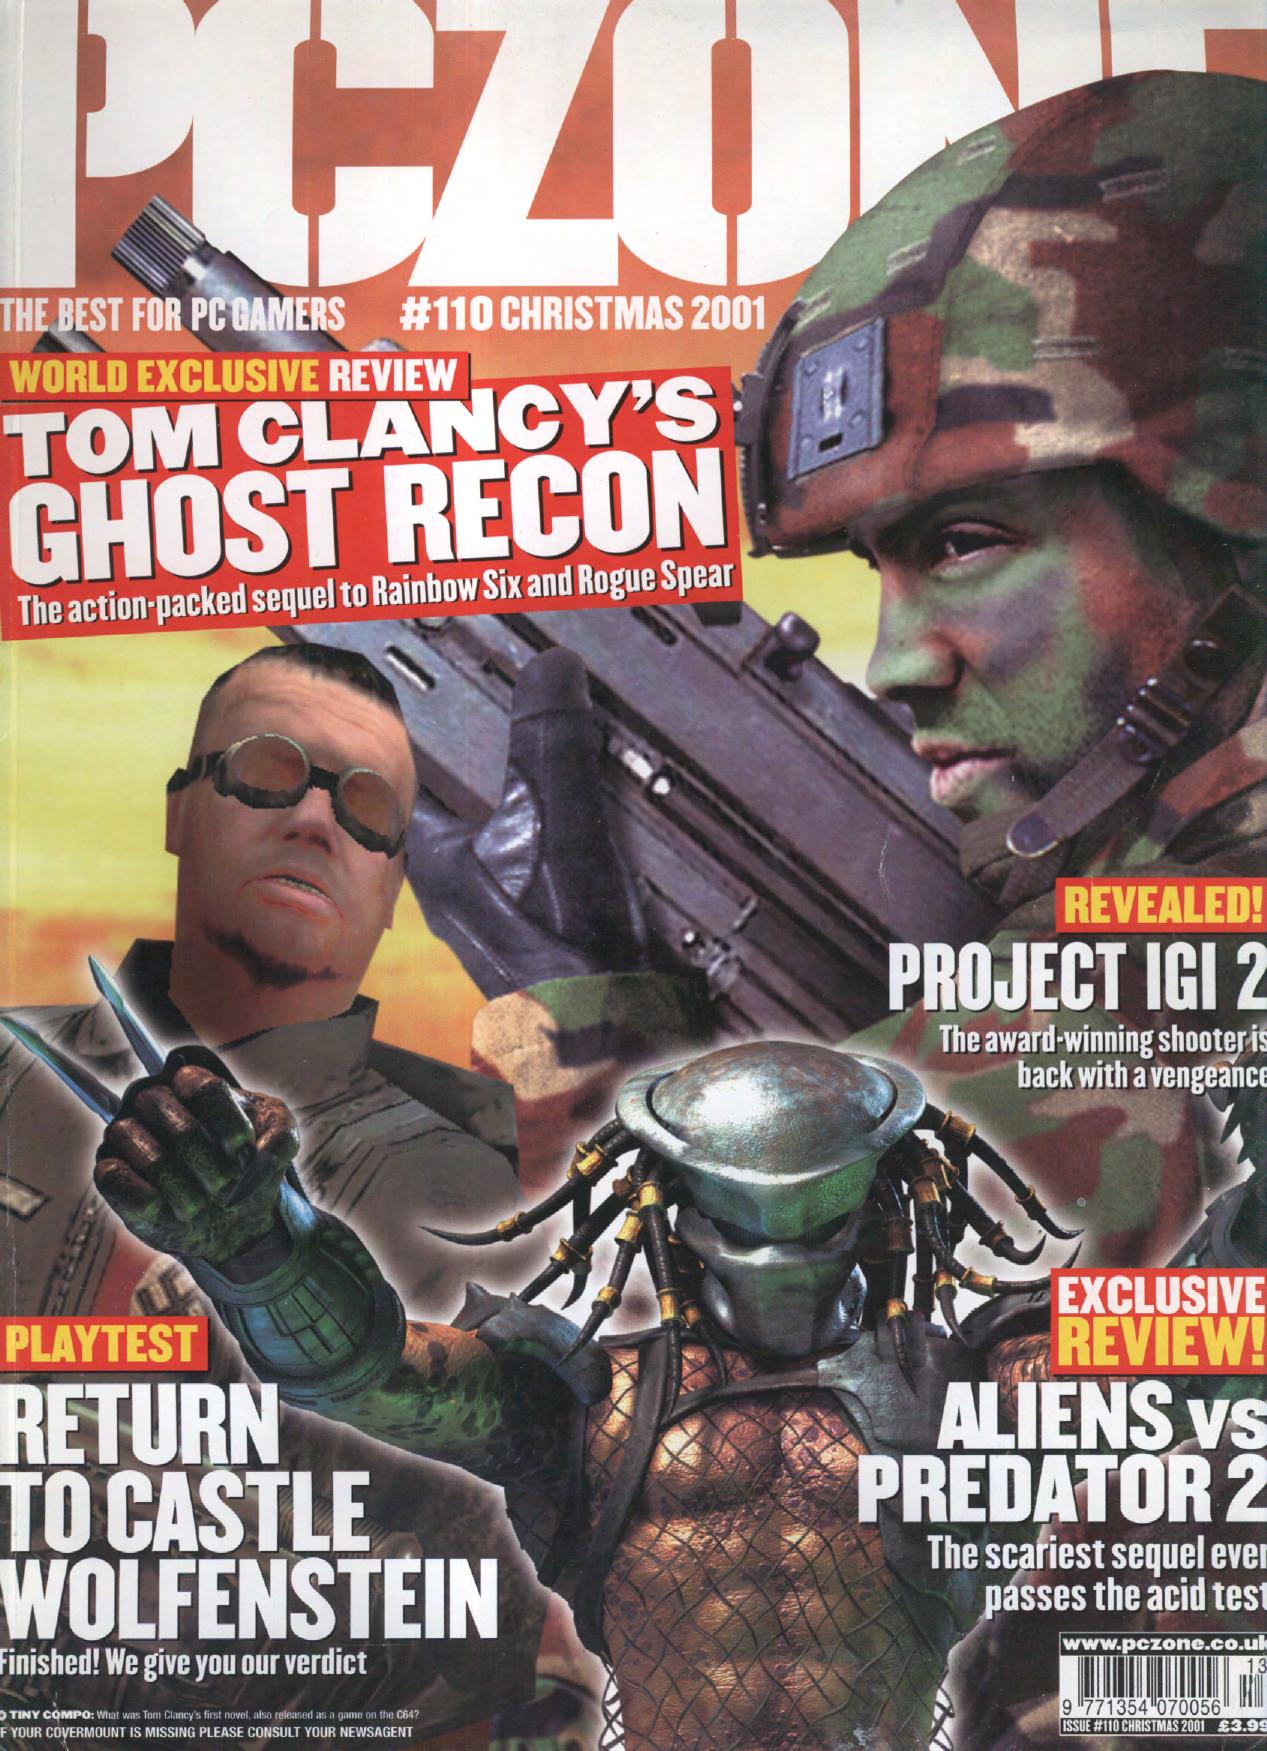 PCZONE
THE BEST FOR PC GAMERS #110 CHRISTMAS 2001
WORLD EXCLUSIVE REVIEW
TOM CLANCY'S
GHOST RECON
The action-packed sequel to Rainbow Six and Rogue Spear
REVEALED!
PROJECT IGI 2
The award-winning shooter is
back with a vengeance
PLAYTEST
RETURN
TO CASTLE
WOLFENSTEIN
Finished! We give you our verdict
EXCLUSIVE
REVIEW!
ALIENS vs
PREDATOR 2
The scariest sequel ever
passes the acid test
TINY COMPO: What was Tom Clancy's first novel, also released as a game on the C64?
F YOUR COVERMOUNT IS MISSING PLEASE CONSULT YOUR NEWSAGENT
www.pczone.co.uk
13
9 771354 070056
ISSUE #110 CHRISTMAS 2001 £3.99